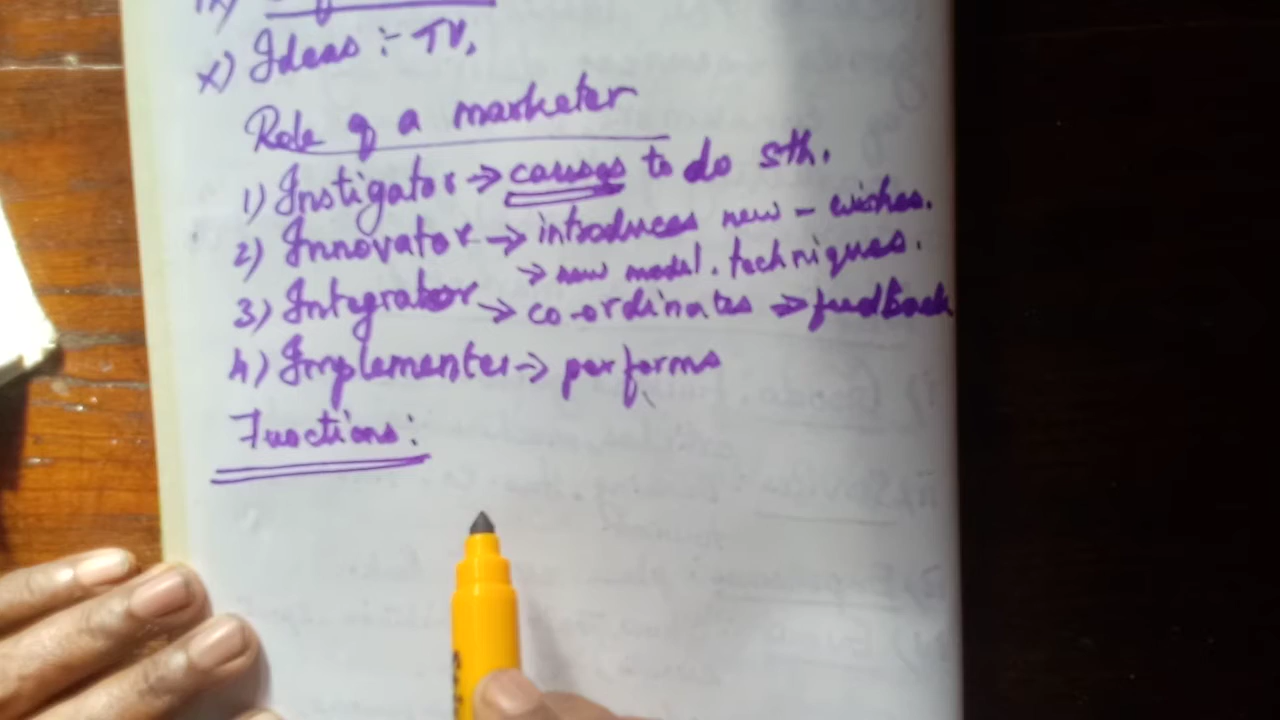 x) Ideas :- TV,
Role of a marketer
1) Instigator → causes to do sth.
2) Innovator → introduces new - wishes.
→ new model. techniques.
3) Integrator → co-ordinates → feedback
4) Implementer → performs
Functions: